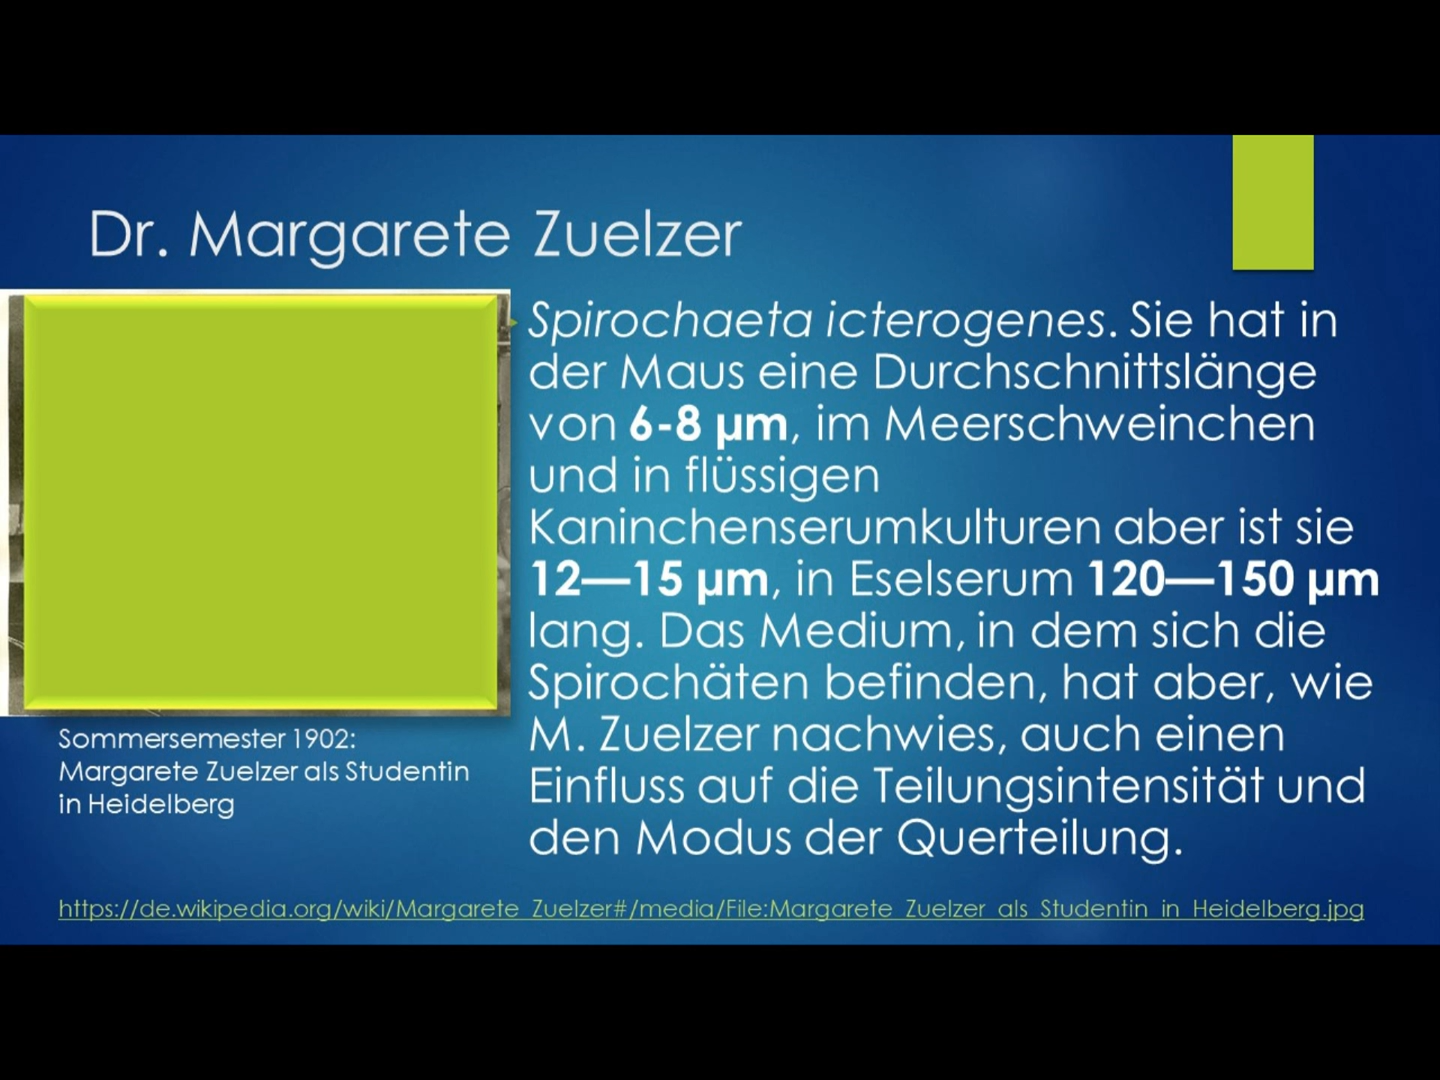 Dr. Margarete Zuelzer
Spirochaeta icterogenes. Sie hat in
der Maus eine Durchschnittslänge
von 6-8 µm, im Meerschweinchen
und in flüssigen
Kaninchenserumkulturen aber ist sie
12—15 µm, in Eselserum 120—150 µm
lang. Das Medium, in dem sich die
Spirochäten befinden, hat aber, wie
M. Zuelzer nachwies, auch einen
Einfluss auf die Teilungsintensität und
den Modus der Querteilung.
Sommersemester 1902:
Margarete Zuelzer als Studentin
in Heidelberg
https://de.wikipedia.org/wiki/Margarete_Zuelzer#/media/File:Margarete_Zuelzer_als_Studentin_in_Heidelberg.jpg